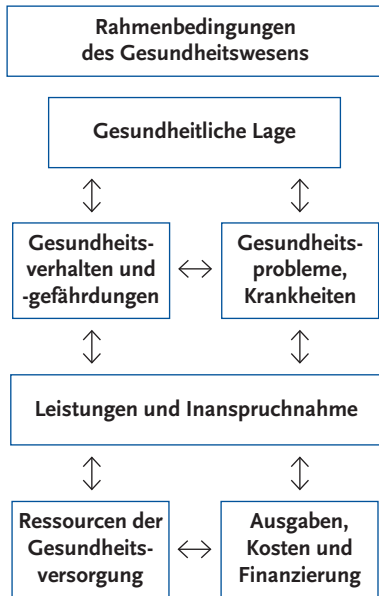 Rahmenbedingungen
des Gesundheitswesens
Gesundheitliche Lage
Gesundheits-
verhalten und
-gefährdungen
Gesundheits-
probleme,
Krankheiten
Leistungen und Inanspruchnahme
Ressourcen der
Gesundheits-
versorgung
Ausgaben,
Kosten und
Finanzierung